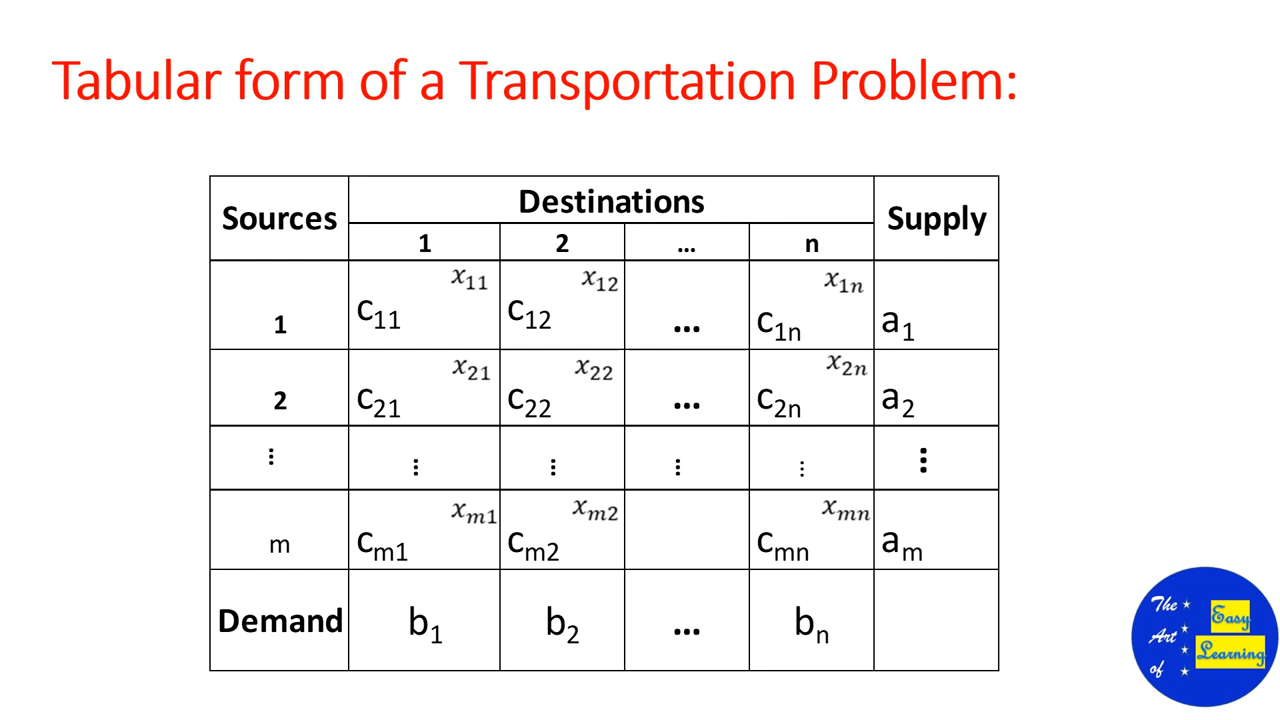 Tabular form of a Transportation Problem:
Sources Destinations Supply
1 2 ... n
1 c₁₁ 𝑥₁₁ c₁₂ 𝑥₁₂ ... c₁ₙ 𝑥₁ₙ a₁
2 c₂₁ 𝑥₂₁ c₂₂ 𝑥₂₂ ... c₂ₙ 𝑥₂ₙ a₂
⋮ ⋮ ⋮ ⋮ ⋮ ⋮
m cₘ₁ 𝑥ₘ₁ cₘ₂ 𝑥ₘ₂ cₘₙ 𝑥ₘₙ aₘ
Demand b₁ b₂ ... bₙ
The Art of Easy Learning